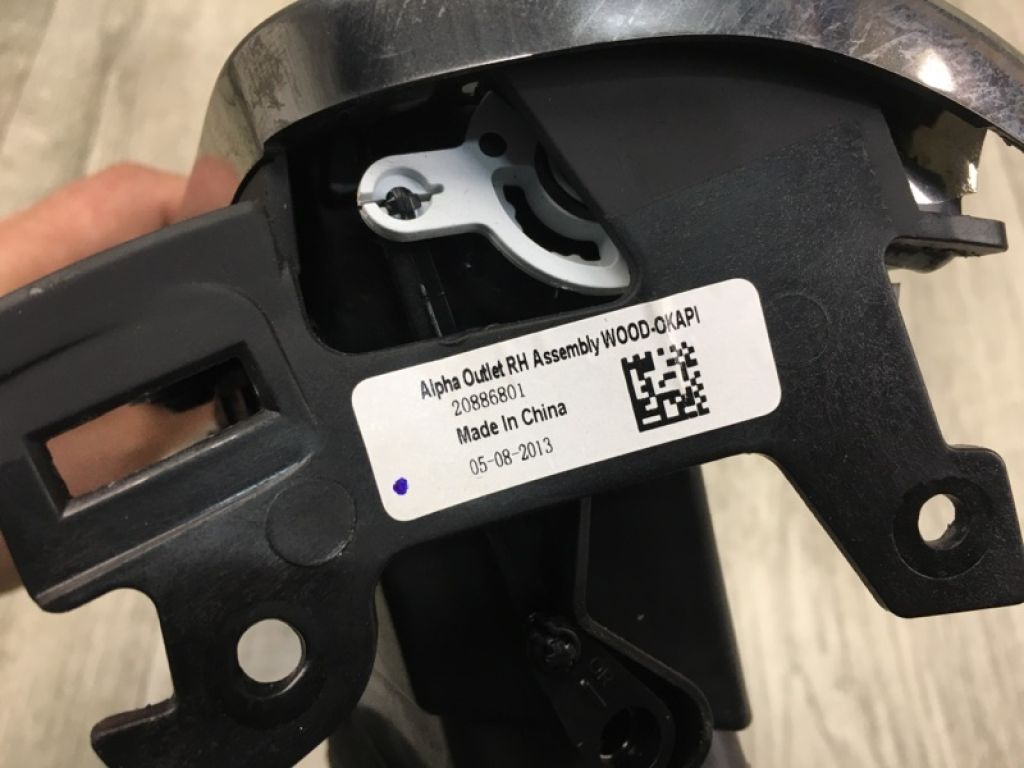 Alpha Outlet RH Assembly WOOD-OKAPI
20886801
Made In China
05-08-2013